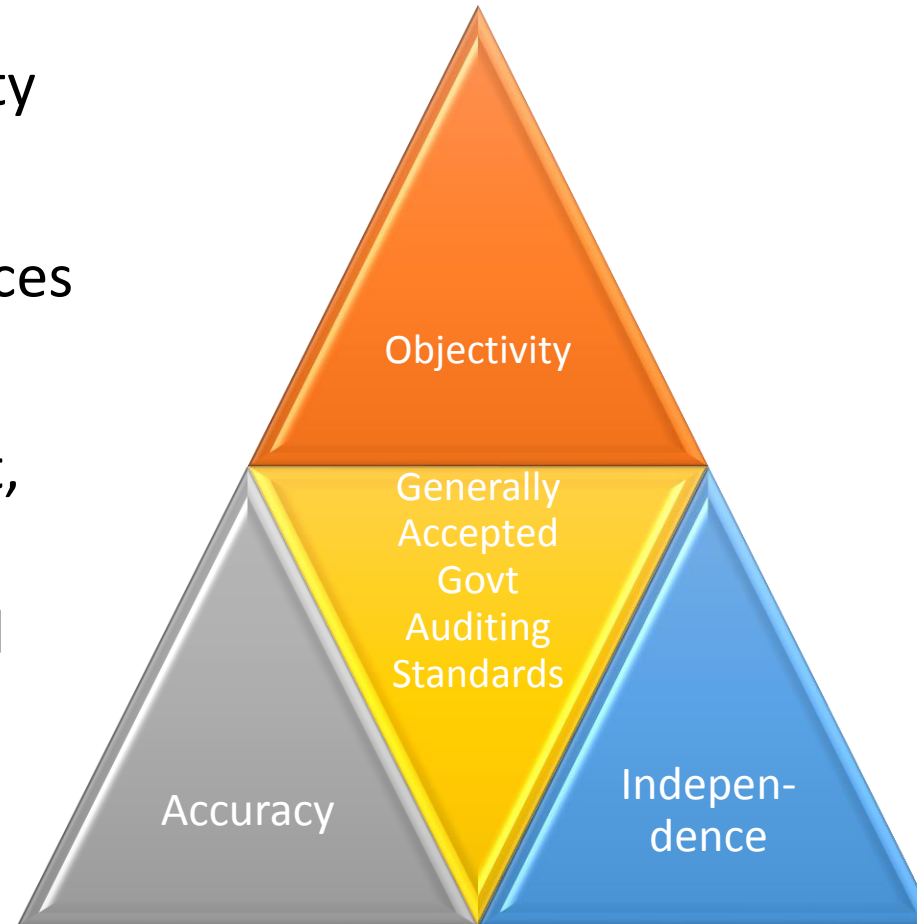 Objectivity
Generally
Accepted
Govt
Auditing
Standards
Accuracy
Indepen-
dence